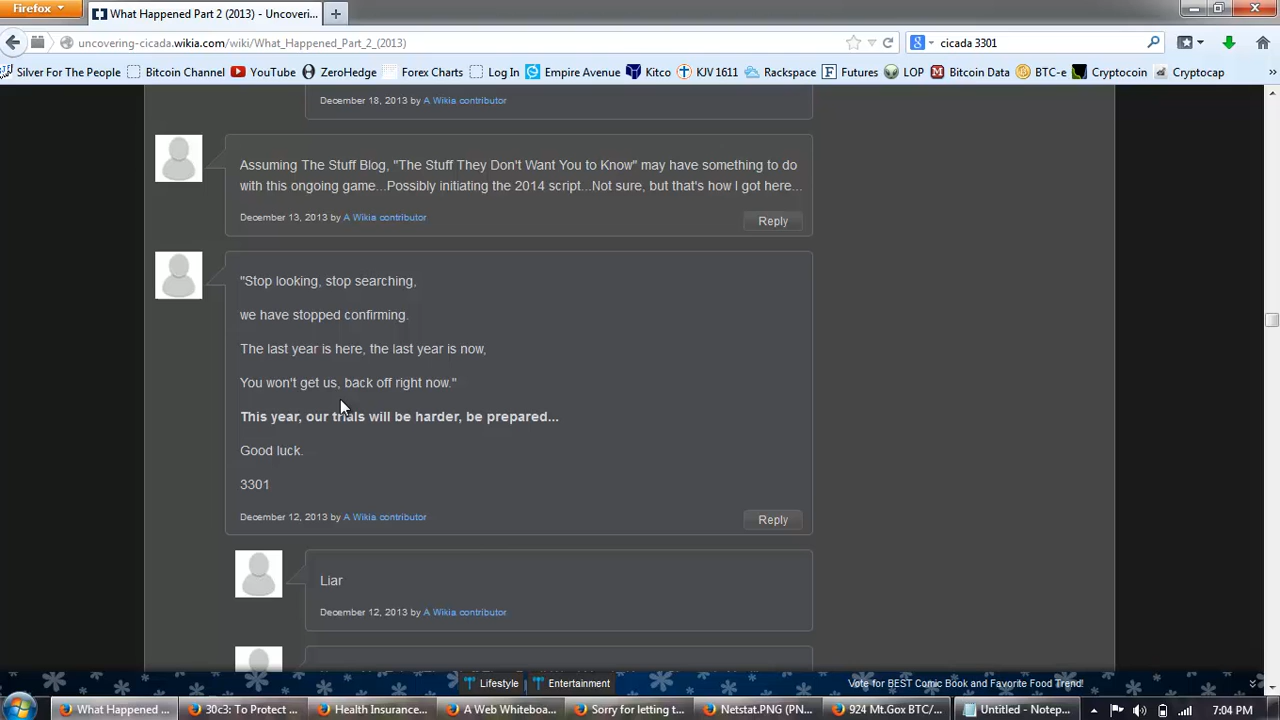 Firefox
What Happened Part 2 (2013) - Uncoveri...
uncovering-cicada.wikia.com/wiki/What_Happened_Part_2_(2013)
cicada 3301
Silver For The People
Bitcoin Channel
YouTube
ZeroHedge
Forex Charts
Log In
Empire Avenue
Kitco
KJV 1611
Rackspace
Futures
LOP
Bitcoin Data
BTC-e
Cryptocoin
Cryptocap
December 18, 2013 by A Wikia contributor
Assuming The Stuff Blog, "The Stuff They Don't Want You to Know" may have something to do
with this ongoing game...Possibly initiating the 2014 script...Not sure, but that's how I got here...
December 13, 2013 by A Wikia contributor
Reply
"Stop looking, stop searching,
we have stopped confirming.
The last year is here, the last year is now,
You won't get us, back off right now."
This year, our trials will be harder, be prepared...
Good luck.
3301
December 12, 2013 by A Wikia contributor
Reply
Liar
December 12, 2013 by A Wikia contributor
Lifestyle
Entertainment
Vote for BEST Comic Book and Favorite Food Trend!
What Happened ...
30c3: To Protect ...
Health Insurance...
A Web Whiteboa...
Sorry for letting t...
Netstat.PNG (PN...
924 Mt.Gox BTC/...
Untitled - Notep...
7:04 PM